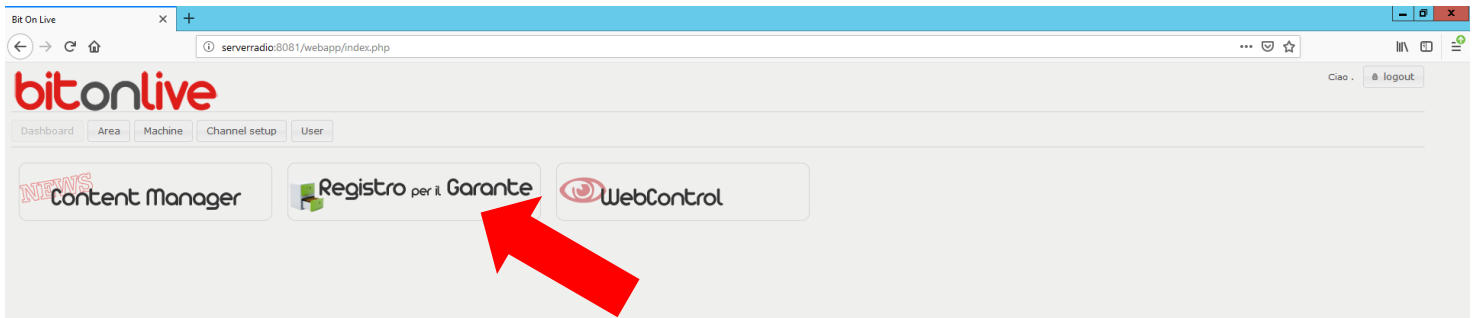 Bit On Live
serverradio:8081/webapp/index.php
bitonlive
Ciao .
logout
Dashboard
Area
Machine
Channel setup
User
NEWS
Content Manager
Registro per il Garante
WebControl